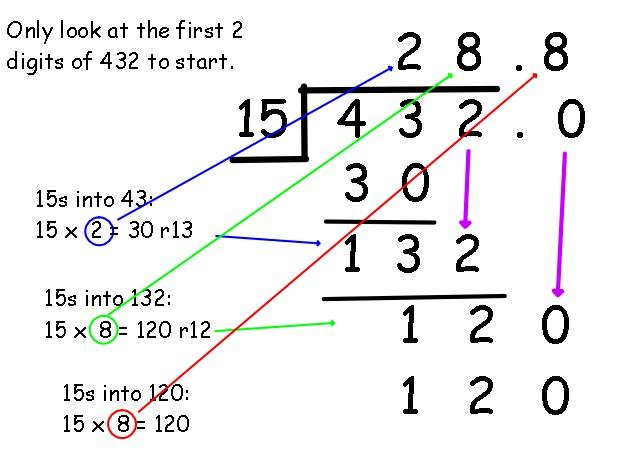 Only look at the first 2
digits of 432 to start.
2 8 . 8
15 4 3 2 . 0
3 0
15s into 43:
15 x 2 = 30 r13
1 3 2
15s into 132:
15 x 8 = 120 r12
1 2 0
15s into 120:
15 x 8 = 120
1 2 0